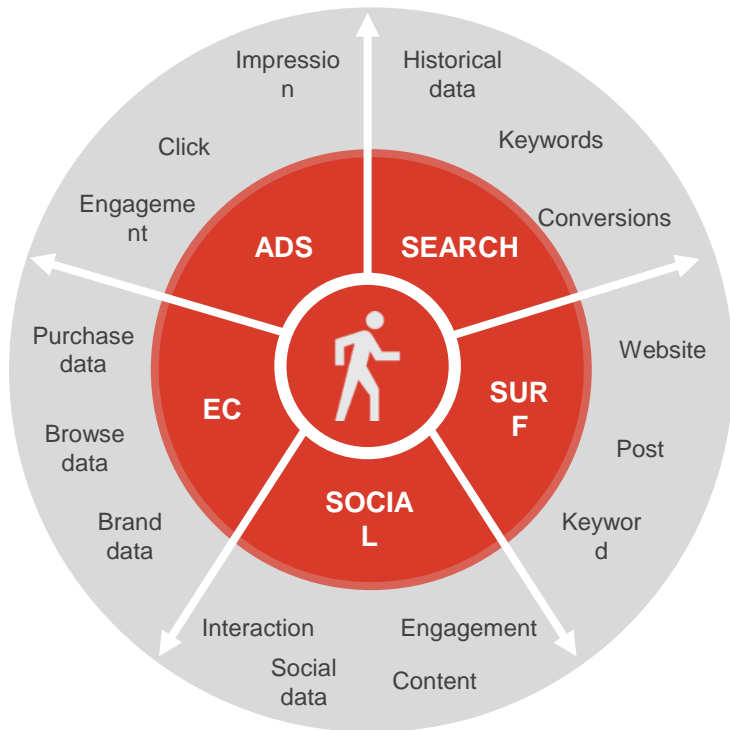 Impressio
n
Historical
data
Click
Keywords
Engageme
nt
Conversions
ADS
SEARCH
Purchase
data
Website
EC
SUR
F
Browse
data
Post
SOCIA
L
Brand
data
Keywor
d
Interaction
Engagement
Social
data
Content